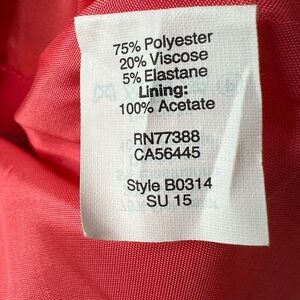 75% Polyester
20% Viscose
5% Elastane
Lining:
100% Acetate
RN77388
CA56445
Style B0314
SU 15